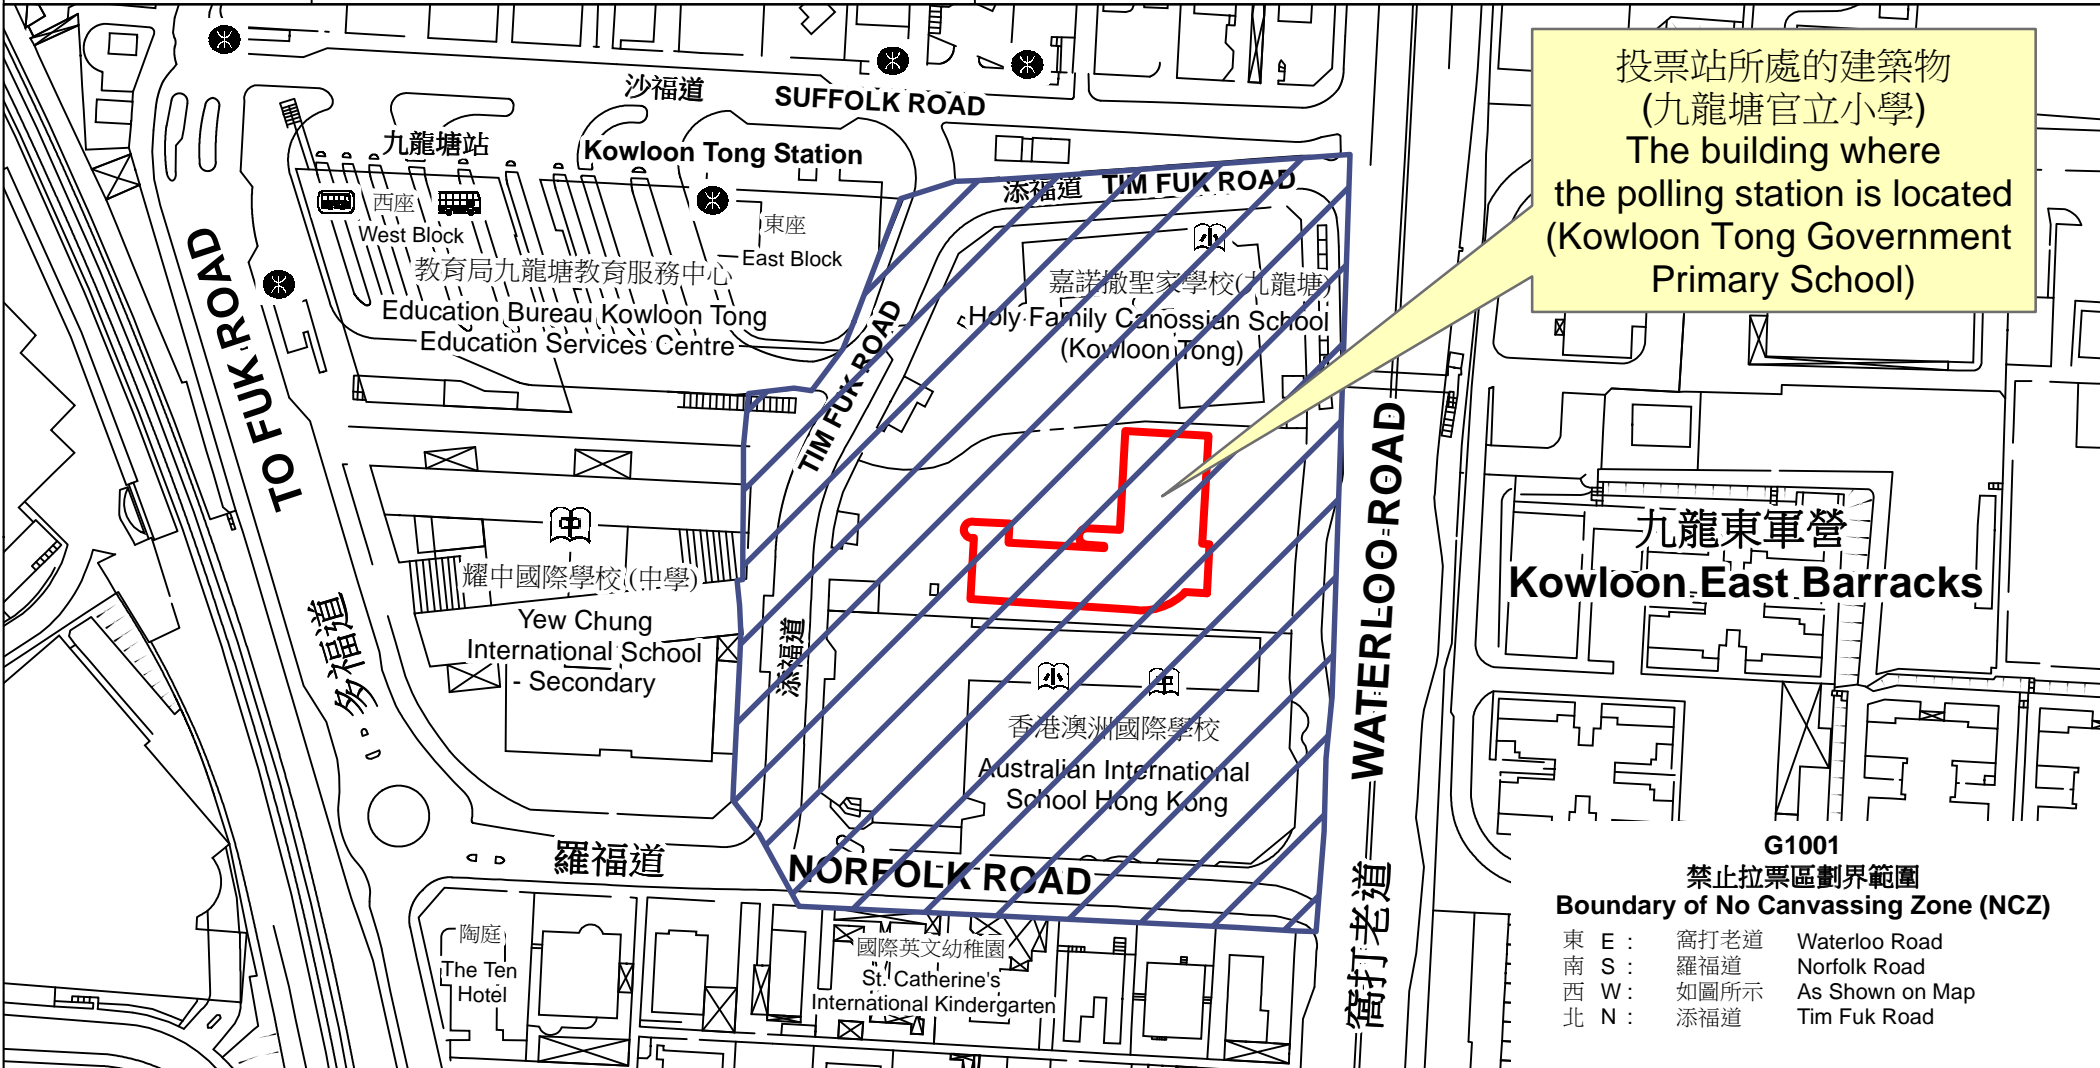 沙福道
SUFFOLK ROAD
九龍塘站
Kowloon Tong Station
西座
West Block
東座
East Block
教育局九龍塘教育服務中心
Education Bureau Kowloon Tong
Education Services Centre
TO FUK ROAD
多福道
添福道
TIM FUK ROAD
小
嘉諾撒聖家學校(九龍塘)
Holy Family Canossian School
(Kowloon Tong)
TIM FUK ROAD
添福道
投票站所處的建築物
(九龍塘官立小學)
The building where
the polling station is located
(Kowloon Tong Government
Primary School)
中
耀中國際學校(中學)
Yew Chung
International School
- Secondary
小
中
香港澳洲國際學校
Australian International
School Hong Kong
WATERLOO ROAD
窩打老道
九龍東軍營
Kowloon East Barracks
羅福道
NORFOLK ROAD
陶庭
The Ten
Hotel
國際英文幼稚園
St. Catherine's
International Kindergarten
G1001
禁止拉票區劃界範圍
Boundary of No Canvassing Zone (NCZ)
東 E : 窩打老道 Waterloo Road
南 S : 羅福道 Norfolk Road
西 W : 如圖所示 As Shown on Map
北 N : 添福道 Tim Fuk Road